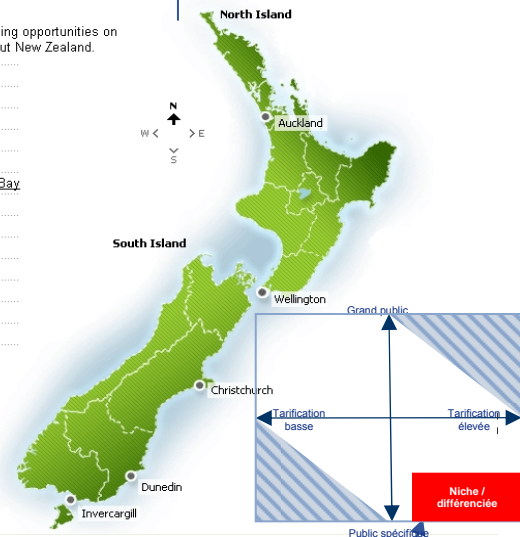 North Island
ing opportunities on
ut New Zealand.
N
W E
S
Auckland
Bay
South Island
Wellington
Grand public
Christchurch
Tarification
basse
Tarification
élevée
Dunedin
Niche /
différenciée
Invercargill
Public spécifique